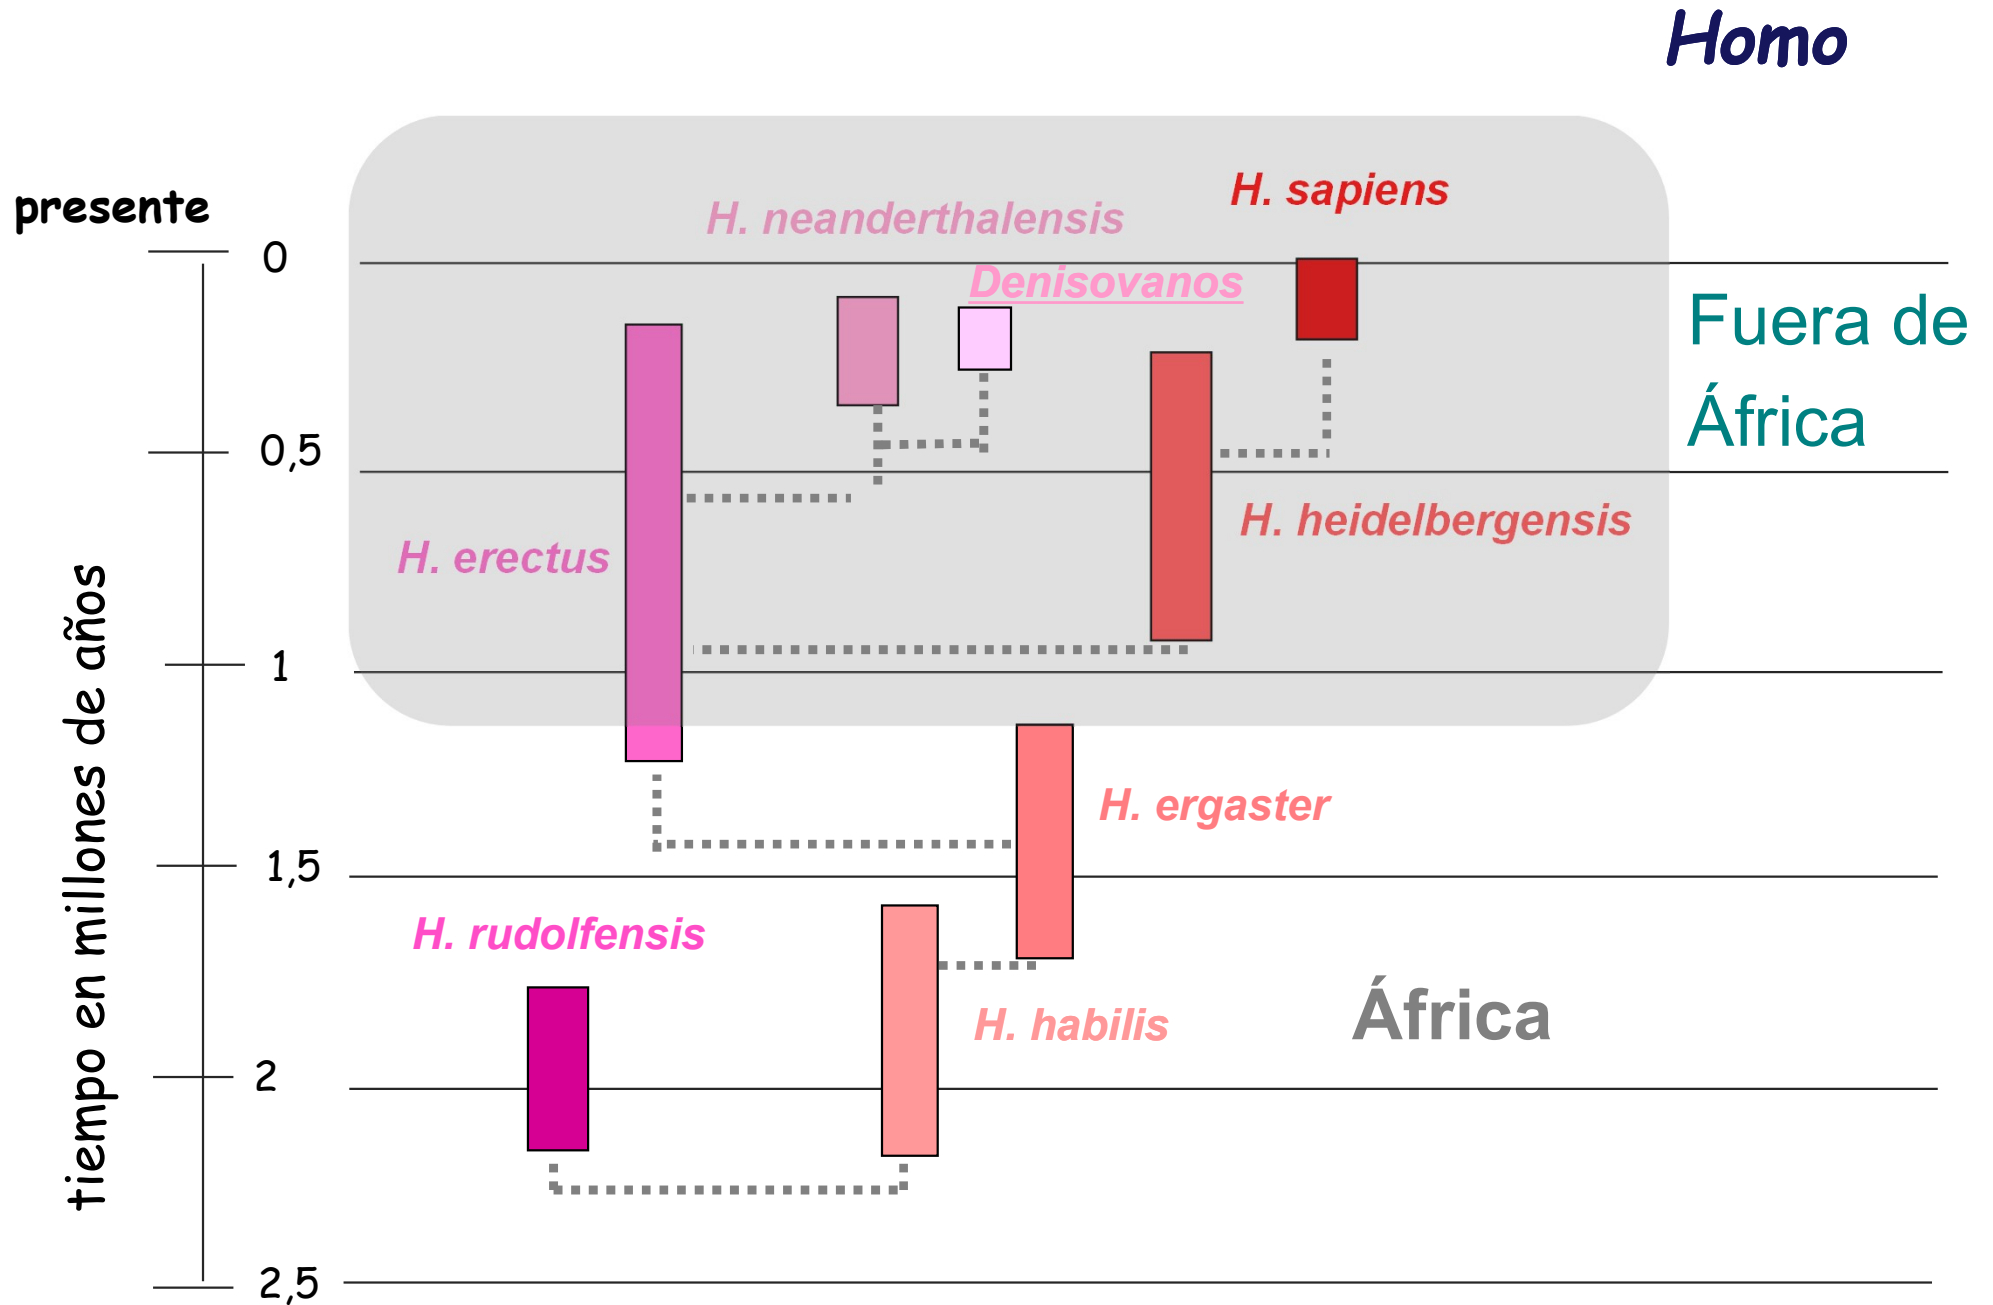 Homo
presente
H. sapiens
H. neanderthalensis
Denisovanos
0
Fuera de
África
0,5
H. heidelbergensis
H. erectus
tiempo en millones de años
1
H. ergaster
1,5
H. rudolfensis
H. habilis
África
2
2,5